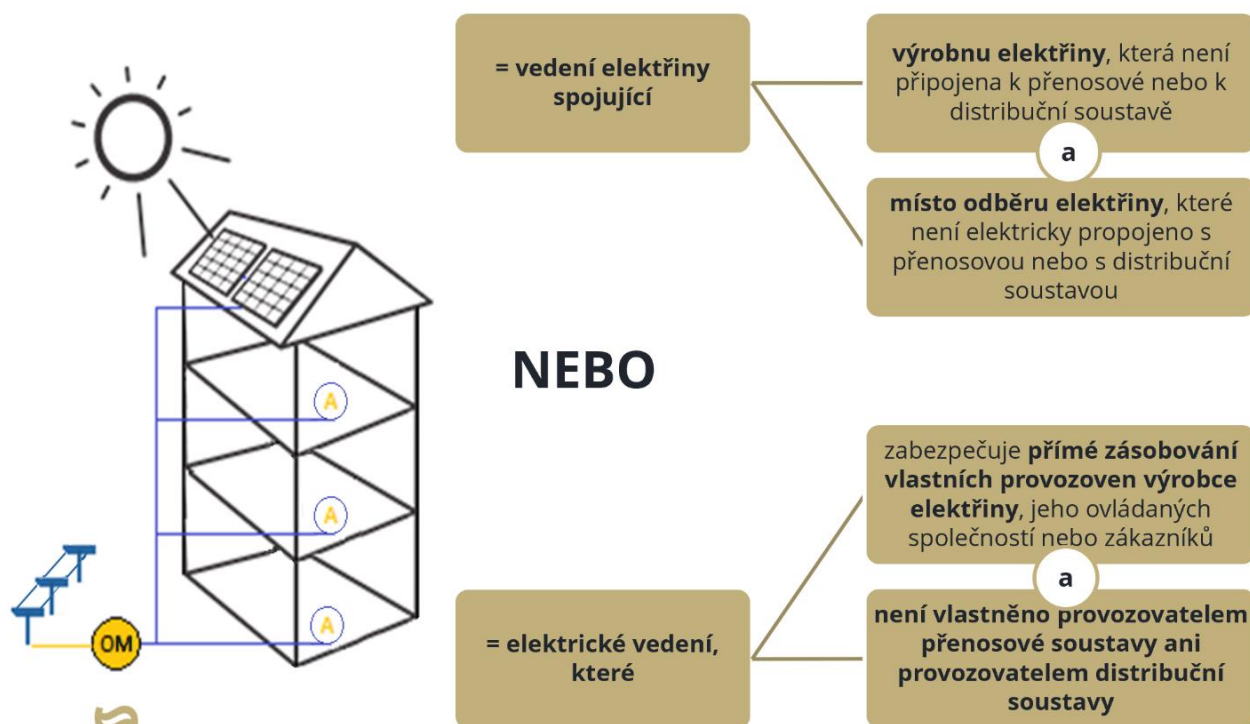 = vedení elektřiny
spojující
výrobnu elektřiny, která není
připojena k přenosové nebo k
distribuční soustavě
a
místo odběru elektřiny, které
není elektricky propojeno s
přenosovou nebo s distribuční
soustavou
NEBO
A
A
A
OM
= elektrické vedení,
které
zabezpečuje přímé zásobování
vlastních provozoven výrobce
elektřiny, jeho ovládaných
společností nebo zákazníků
a
není vlastněno provozovatelem
přenosové soustavy ani
provozovatelem distribuční
soustavy